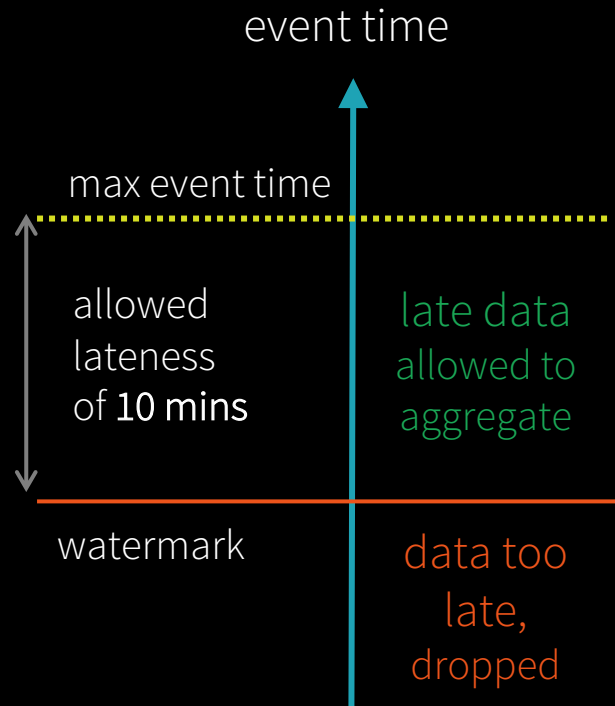 event time
max event time
allowed
lateness
of 10 mins
late data
allowed to
aggregate
watermark
data too
late,
dropped